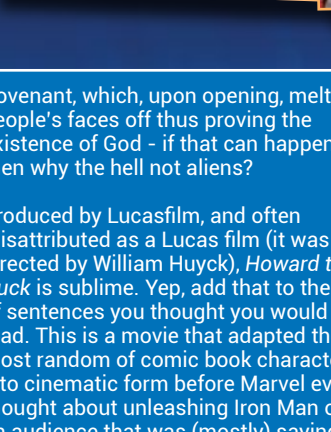 ovenant, which, upon opening, melt
eople's faces off thus proving the
xistence of God - if that can happen
en why the hell not aliens?
roduced by Lucasfilm, and often
isattributed as a Lucas film (it was
rected by William Huyck), Howard t
uck is sublime. Yep, add that to the
f sentences you thought you would
ad. This is a movie that adapted th
ost random of comic book characte
to cinematic form before Marvel ev
ought about unleashing Iron Man o
n audience that was (mostly) saying